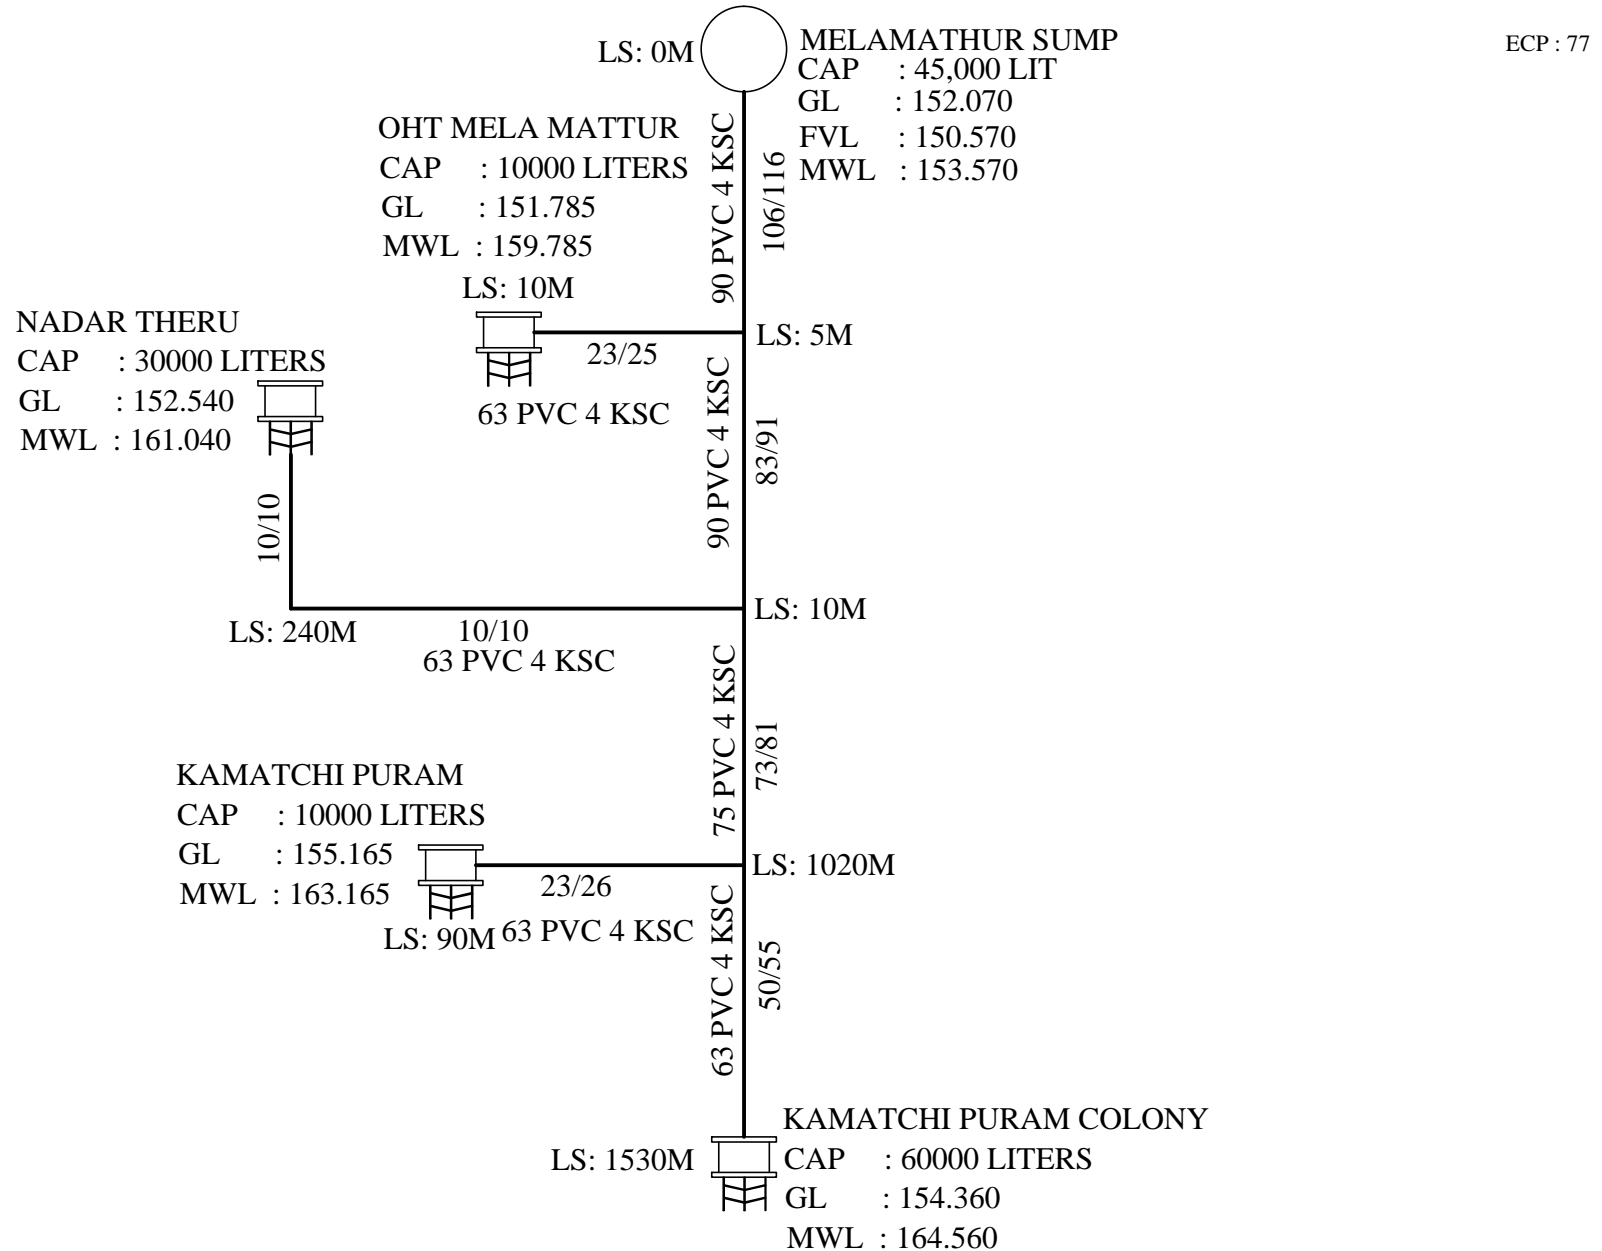 LS: 0M
MELAMATHUR SUMP
CAP : 45,000 LIT
GL : 152.070
FVL : 150.570
MWL : 153.570
ECP : 77
OHT MELA MATTUR
CAP : 10000 LITERS
GL : 151.785
MWL : 159.785
LS: 10M
90 PVC 4 KSC
106/116
NADAR THERU
CAP : 30000 LITERS
GL : 152.540
MWL : 161.040
23/25
63 PVC 4 KSC
LS: 5M
90 PVC 4 KSC
83/91
10/10
LS: 240M
10/10
63 PVC 4 KSC
LS: 10M
75 PVC 4 KSC
73/81
KAMATCHI PURAM
CAP : 10000 LITERS
GL : 155.165
MWL : 163.165
LS: 90M
23/26
63 PVC 4 KSC
LS: 1020M
63 PVC 4 KSC
50/55
LS: 1530M
KAMATCHI PURAM COLONY
CAP : 60000 LITERS
GL : 154.360
MWL : 164.560